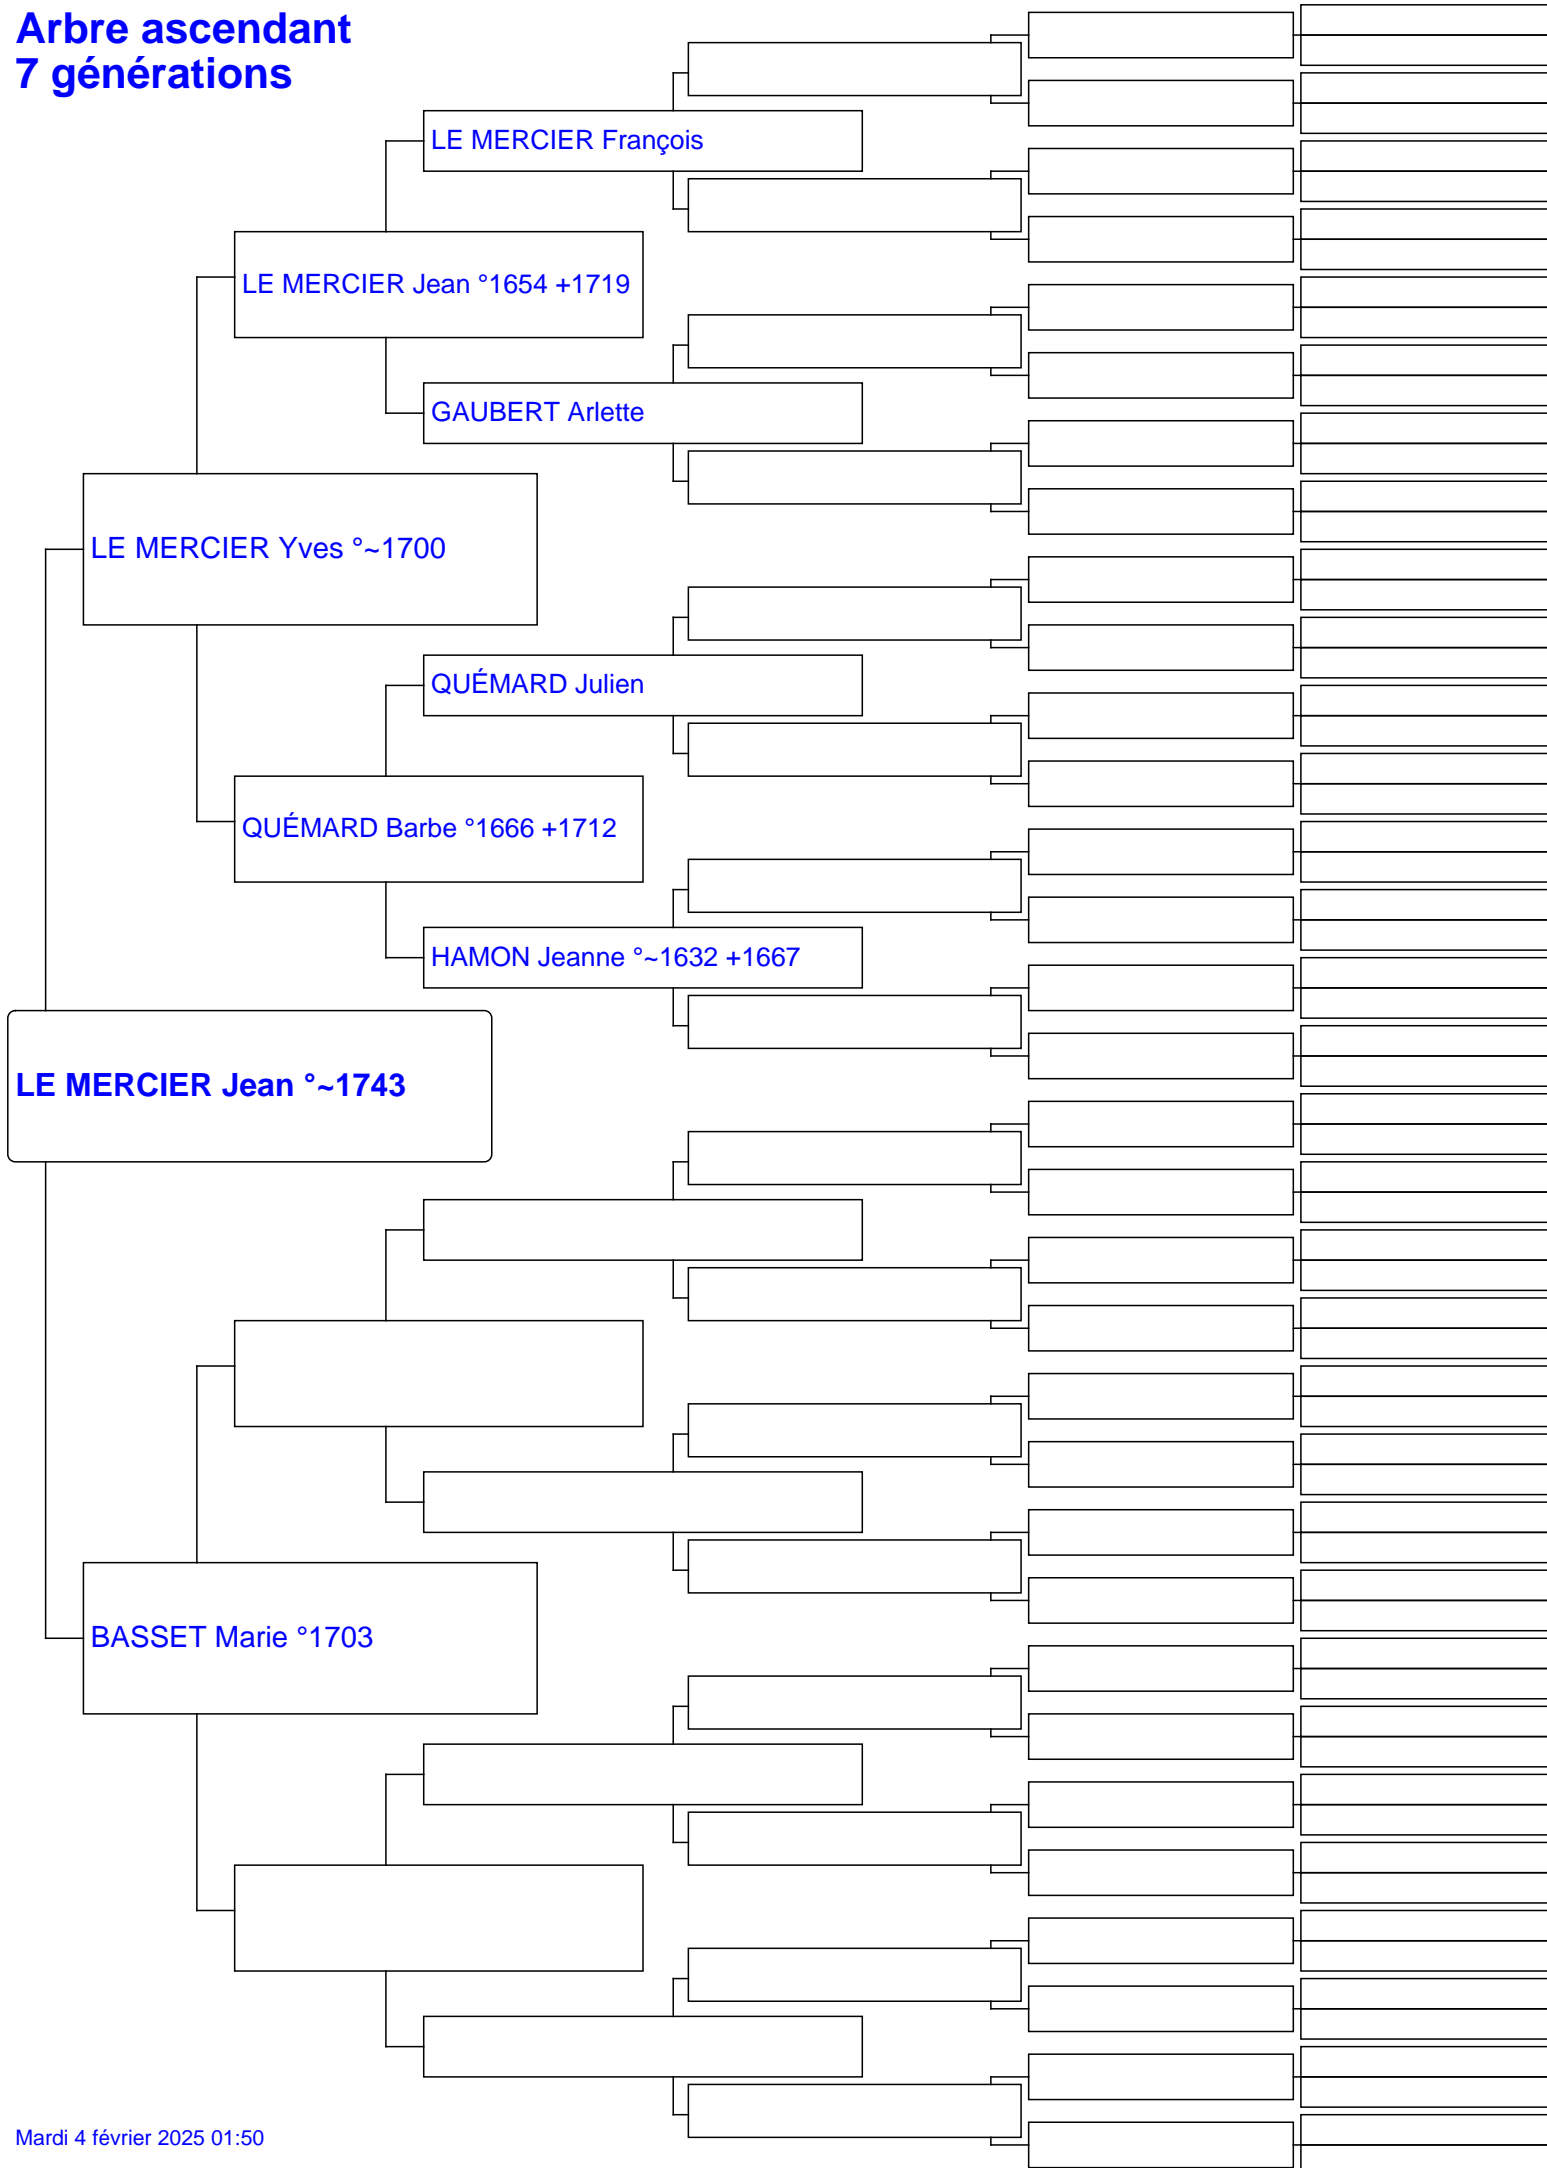 Arbre ascendant
7 générations
LE MERCIER François
LE MERCIER Jean °1654 +1719
GAUBERT Arlette
LE MERCIER Yves °~1700
QUÉMARD Julien
QUÉMARD Barbe °1666 +1712
HAMON Jeanne °~1632 +1667
LE MERCIER Jean °~1743
BASSET Marie °1703
Mardi 4 février 2025 01:50